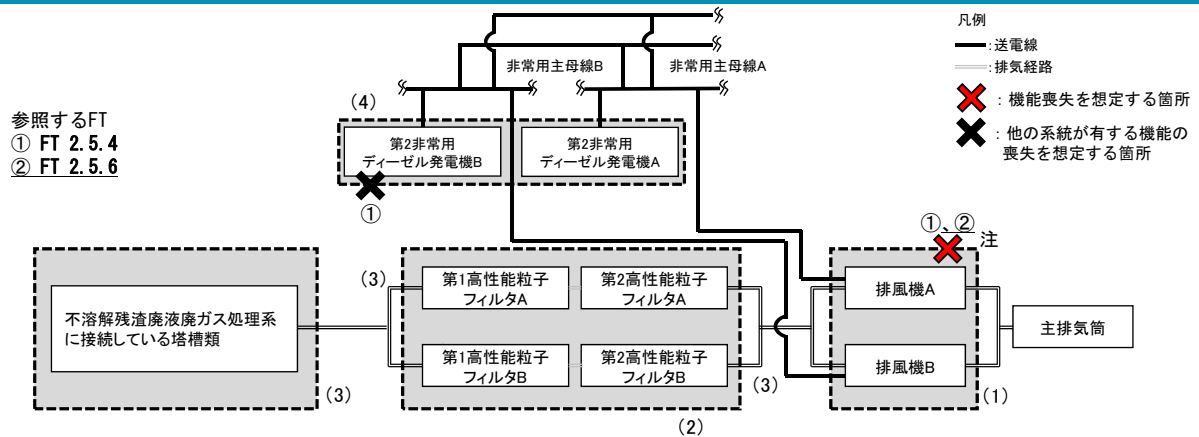 凡例
:送電線
:排気経路
:機能喪失を想定する箇所
:他の系統が有する機能の
喪失を想定する箇所
非常用主母線B
非常用主母線A
参照するFT
① FT 2.5.4
② FT 2.5.6
(4)
第2非常用
ディーゼル発電機B
第2非常用
ディーゼル発電機A
①
①、②
注
不溶解残渣廃液廃ガス処理系
に接続している塔槽類
(3)
(3)
第1高性能粒子
フィルタA
第2高性能粒子
フィルタA
第1高性能粒子
フィルタB
第2高性能粒子
フィルタB
(3)
(2)
排風機A
排風機B
(1)
主排気筒